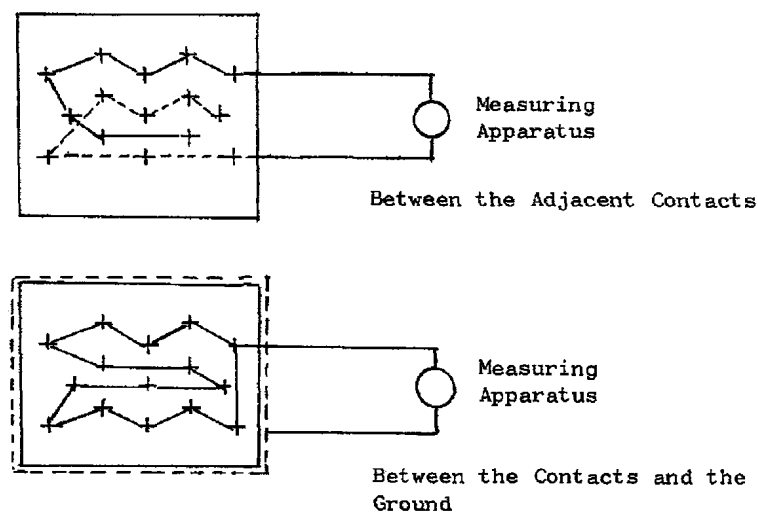 Measuring
Apparatus
Between the Adjacent Contacts
Measuring
Apparatus
Between the Contacts and the
Ground